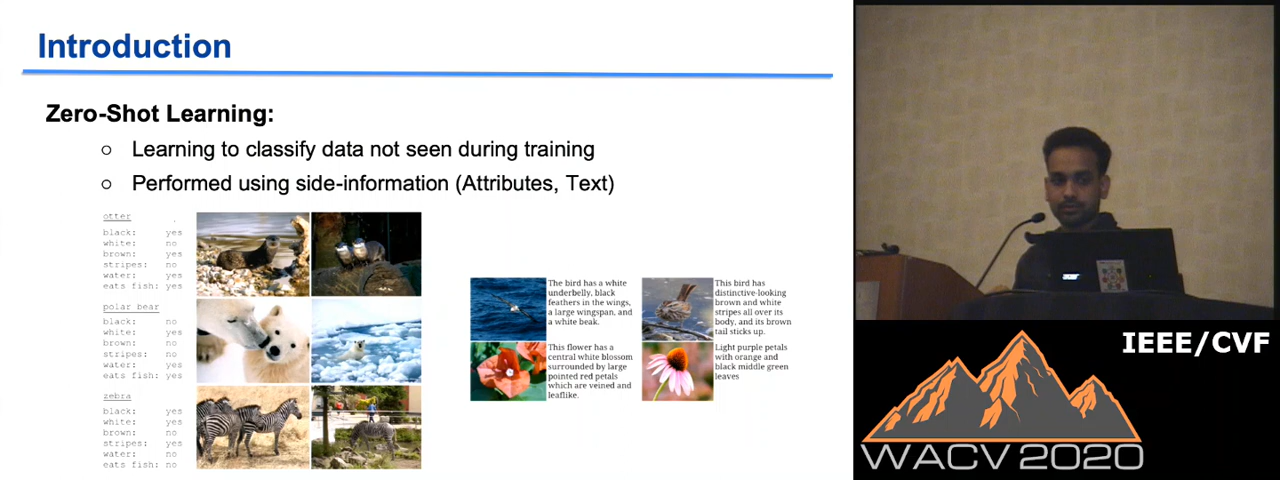 Introduction
Zero-Shot Learning:
○ Learning to classify data not seen during training
○ Performed using side-information (Attributes, Text)
otter
black: yes
white: no
brown: yes
stripes: no
water: yes
eats fish: yes
polar bear
black: no
white: yes
brown: no
stripes: no
water: yes
eats fish: yes
zebra
black: yes
white: yes
brown: no
stripes: yes
water: no
eats fish: no
The bird has a white
underbelly, black
feathers in the wings,
a large wingspan, and
a white beak.
This bird has
distinctive-looking
brown and white
stripes all over its
body, and its brown
tail sticks up.
This flower has a
central white blossom
surrounded by large
pointed red petals
which are veined and
leaflike.
Light purple petals
with orange and
black middle green
leaves
IEEE/CVF
WACV 2020